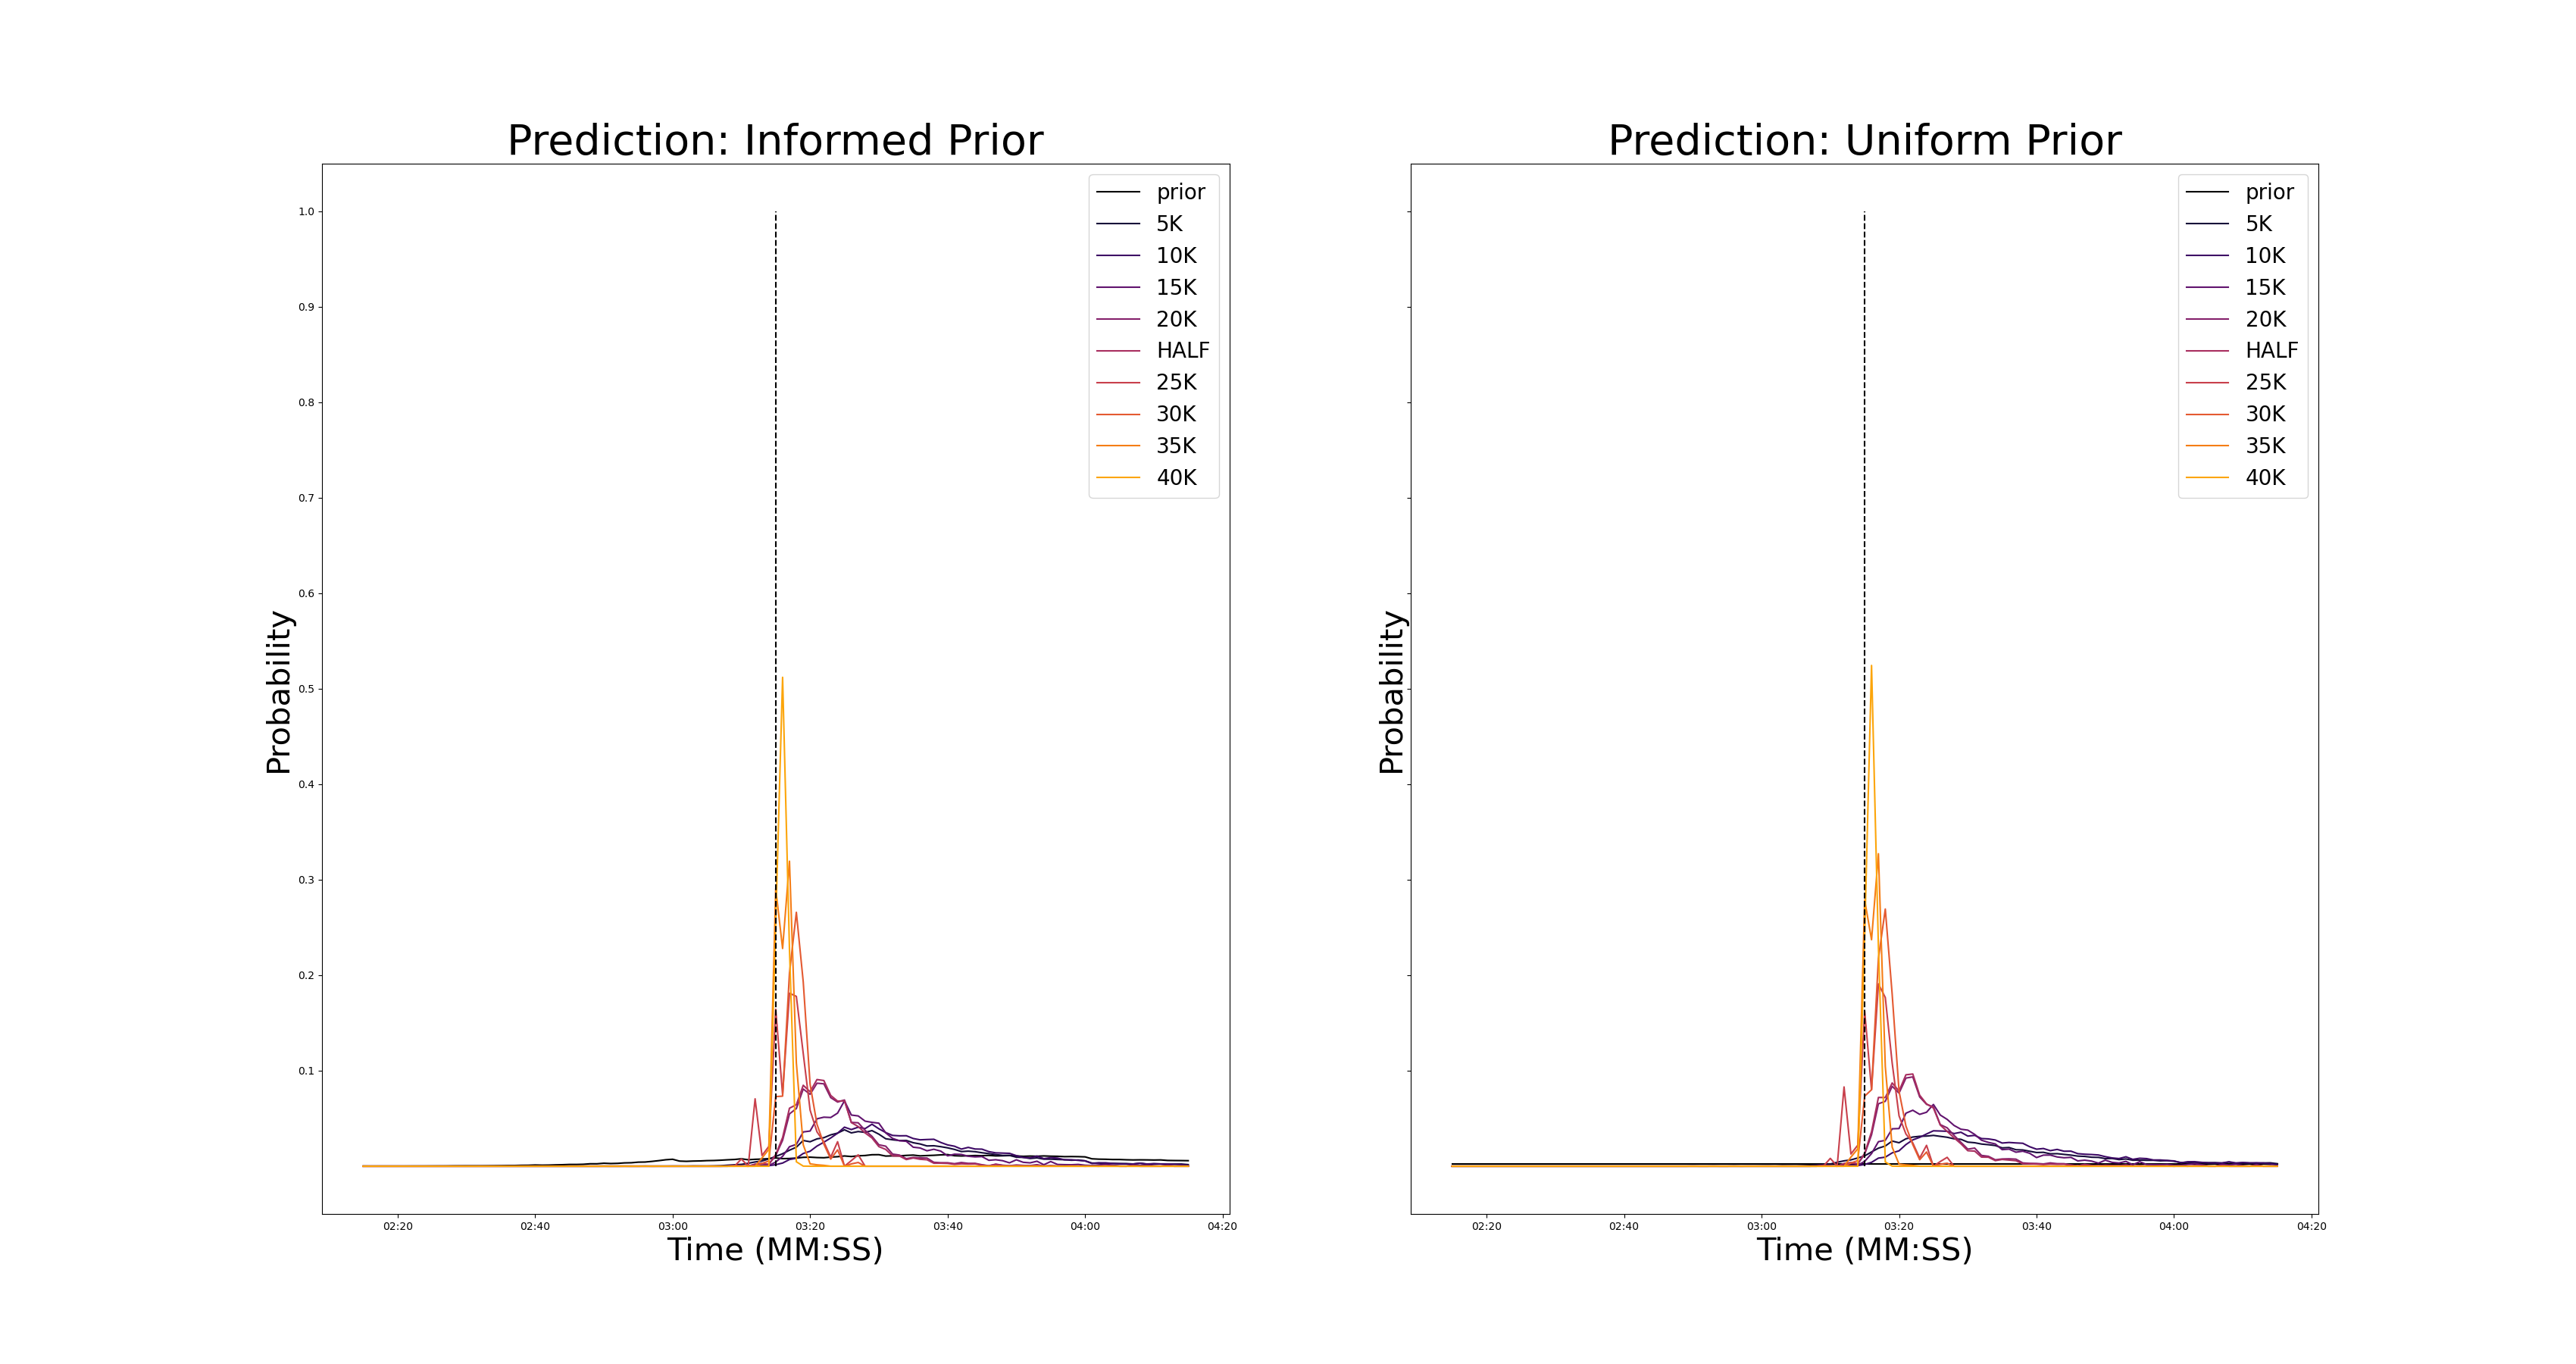 Prediction: Informed Prior
Probability
1.0
0.9
0.8
0.7
0.6
0.5
0.4
0.3
0.2
0.1
prior
5K
10K
15K
20K
HALF
25K
30K
35K
40K
02:20 02:40 03:00 03:20 03:40 04:00 04:20
Time (MM:SS)
Prediction: Uniform Prior
Probability
prior
5K
10K
15K
20K
HALF
25K
30K
35K
40K
02:20 02:40 03:00 03:20 03:40 04:00 04:20
Time (MM:SS)